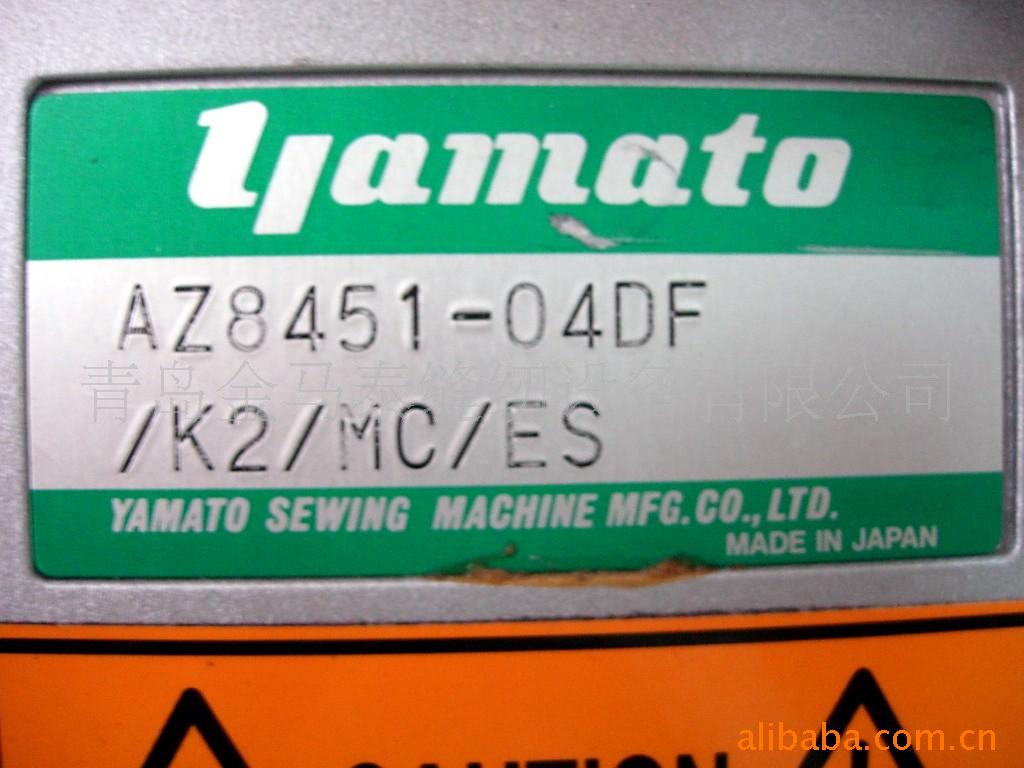 yamato
AZ8451-04DF
青岛金马泰缝纫设备有限公司
/K2/MC/ES
YAMATO SEWING MACHINE MFG. CO., LTD.
MADE IN JAPAN
CAUTION
alibaba.com.cn